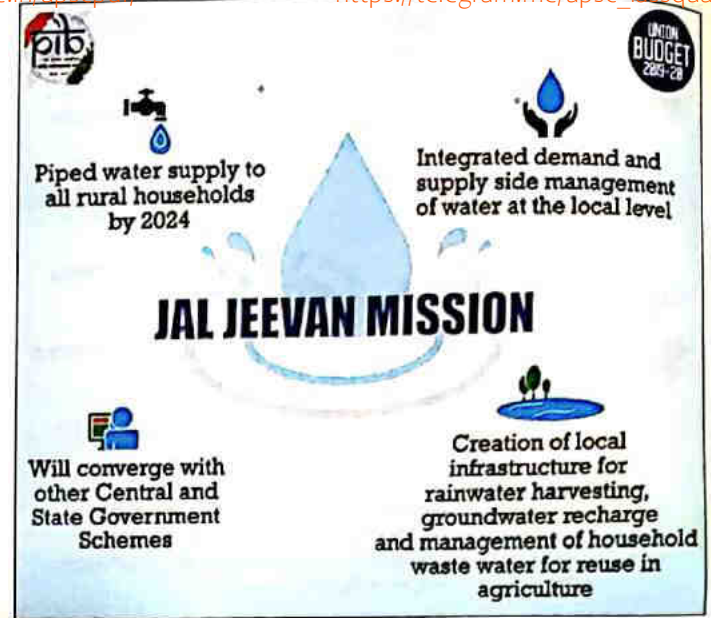 https://telegram.me/upsc_
pib
UNION
BUDGET
2019-20
Piped water supply to
all rural households
by 2024
Integrated demand and
supply side management
of water at the local level
JAL JEEVAN MISSION
Will converge with
other Central and
State Government
Schemes
Creation of local
infrastructure for
rainwater harvesting,
groundwater recharge
and management of household
waste water for reuse in
agriculture